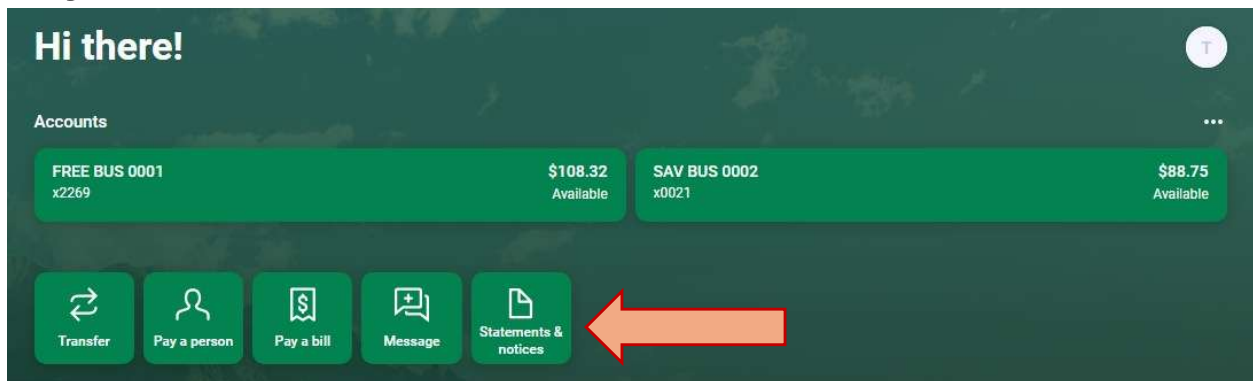 Hi there!
T
Accounts
...
FREE BUS 0001
$108.32
x2269
Available
SAV BUS 0002
$88.75
x0021
Available
Transfer
Pay a person
Pay a bill
Message
Statements &
notices